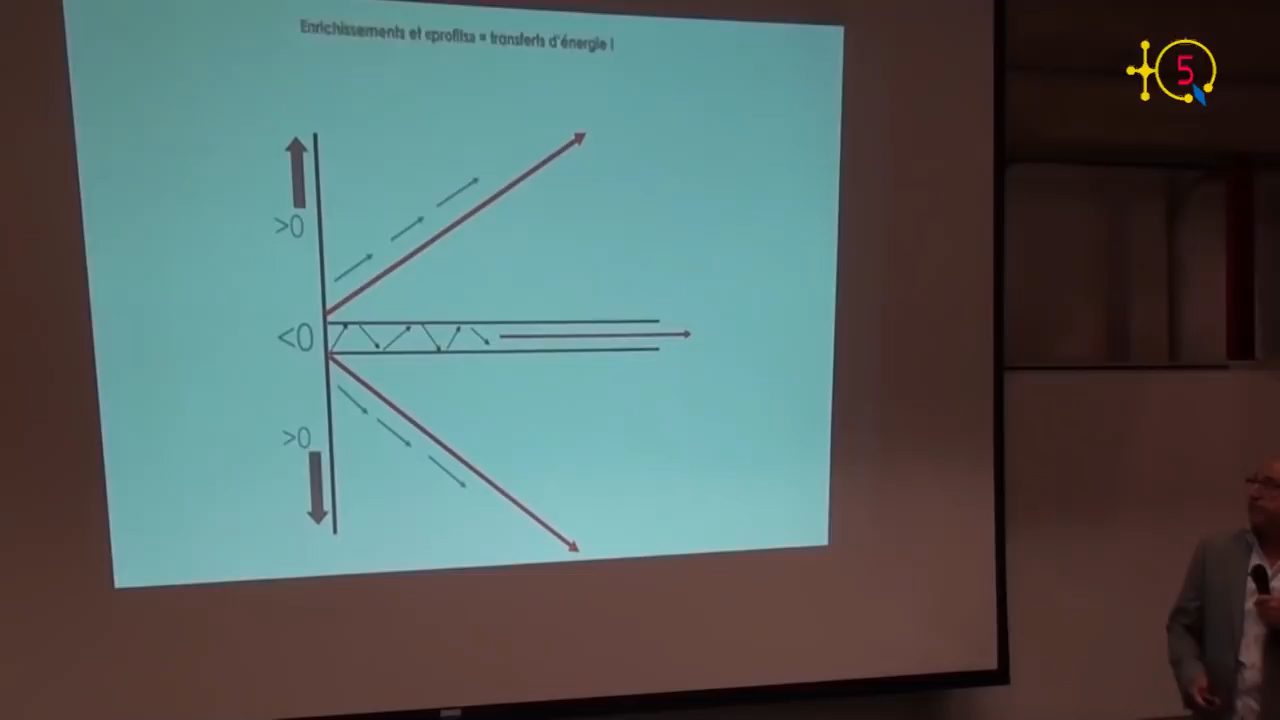 Enrichissements et «profits» = transferts d'énergie !
>0
<0
>0
5